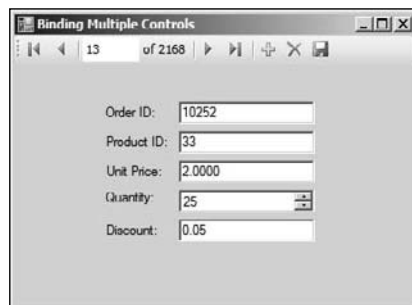 Binding Multiple Controls
13 of 2168
Order ID: 10252
Product ID: 33
Unit Price: 2.0000
Quantity: 25
Discount: 0.05